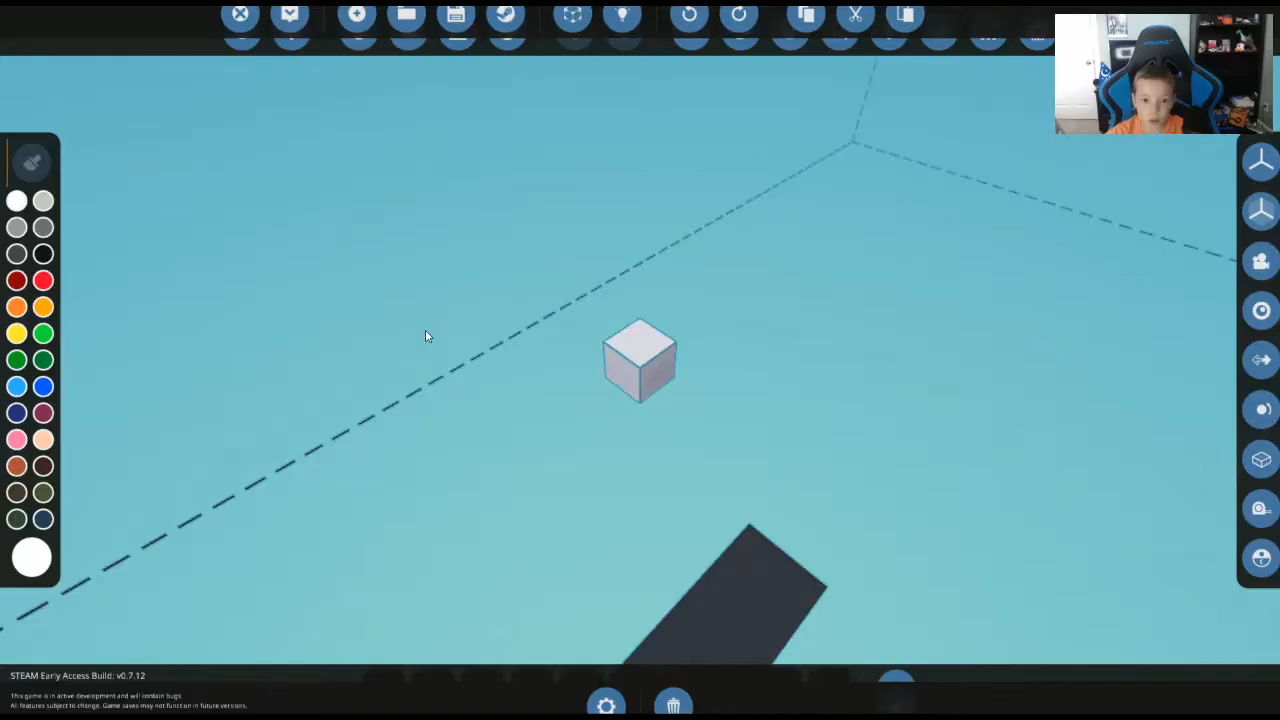 STEAM Early Access Build: v0.7.12
This game is in active development and will contain bugs.
All features subject to change. Game saves may not function in future versions.